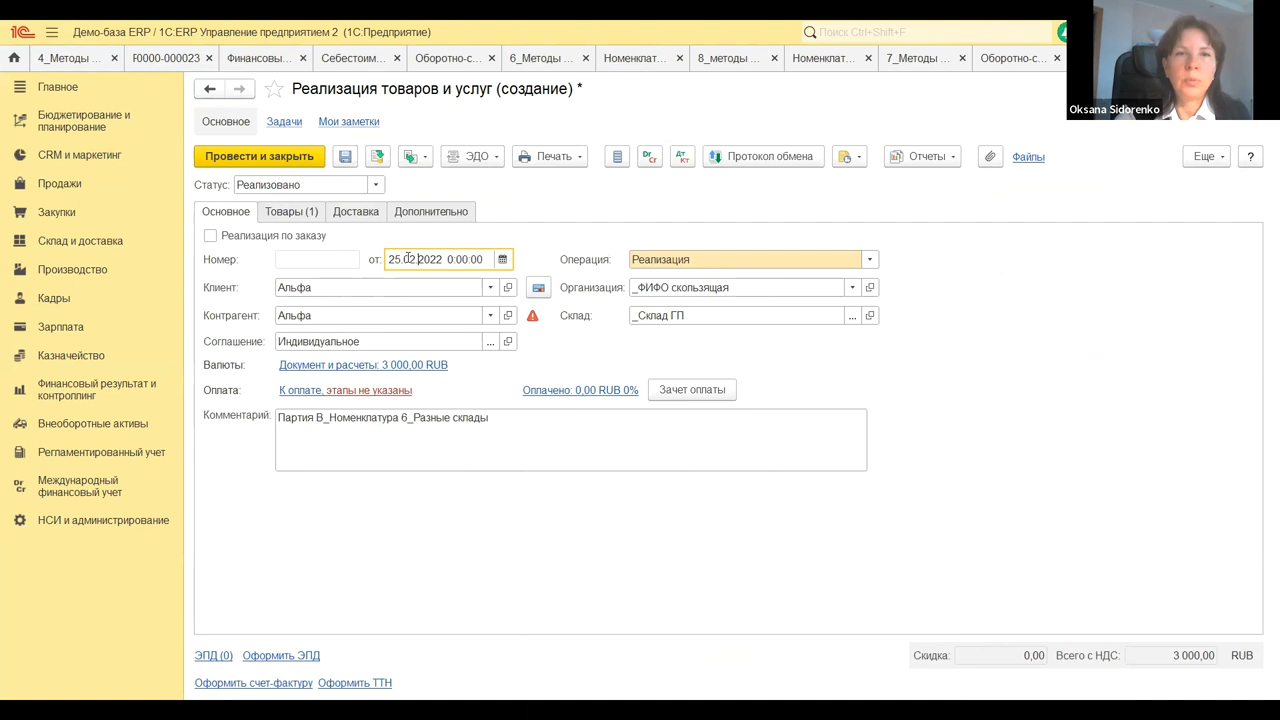 Демо-база ERP / 1С:ERP Управление предприятием 2 (1С:Предприятие)
Поиск Ctrl+Shift+F
4_Методы ...
F0000-000023
Финансовы...
Себестоим...
Оборотно-с...
6_Методы ...
Номенклат...
8_методы ...
Номенклат...
7_Методы ...
Оборотно-с...
Oksana Sidorenko
Главное
Бюджетирование и
планирование
CRM и маркетинг
Продажи
Закупки
Склад и доставка
Производство
Кадры
Зарплата
Казначейство
Финансовый результат и
контроллинг
Внеоборотные активы
Регламентированный учет
Международный
финансовый учет
НСИ и администрирование
Реализация товаров и услуг (создание) *
Основное Задачи Мои заметки
Провести и закрыть ЭДО Печать Dr Cr Дт Кт Протокол обмена Отчеты Файлы Еще ?
Статус: Реализовано
Основное Товары (1) Доставка Дополнительно
Реализация по заказу
Номер: от: 25.02.2022 0:00:00 Операция: Реализация
Клиент: Альфа Организация: _ФИФО скользящая
Контрагент: Альфа Склад: _Склад ГП ...
Соглашение: Индивидуальное ...
Валюты: Документ и расчеты: 3 000,00 RUB
Оплата: К оплате, этапы не указаны Оплачено: 0,00 RUB 0% Зачет оплаты
Комментарий: Партия В_Номенклатура 6_Разные склады
ЭПД (0) Оформить ЭПД Скидка: 0,00 Всего с НДС: 3 000,00 RUB
Оформить счет-фактуру Оформить ТТН